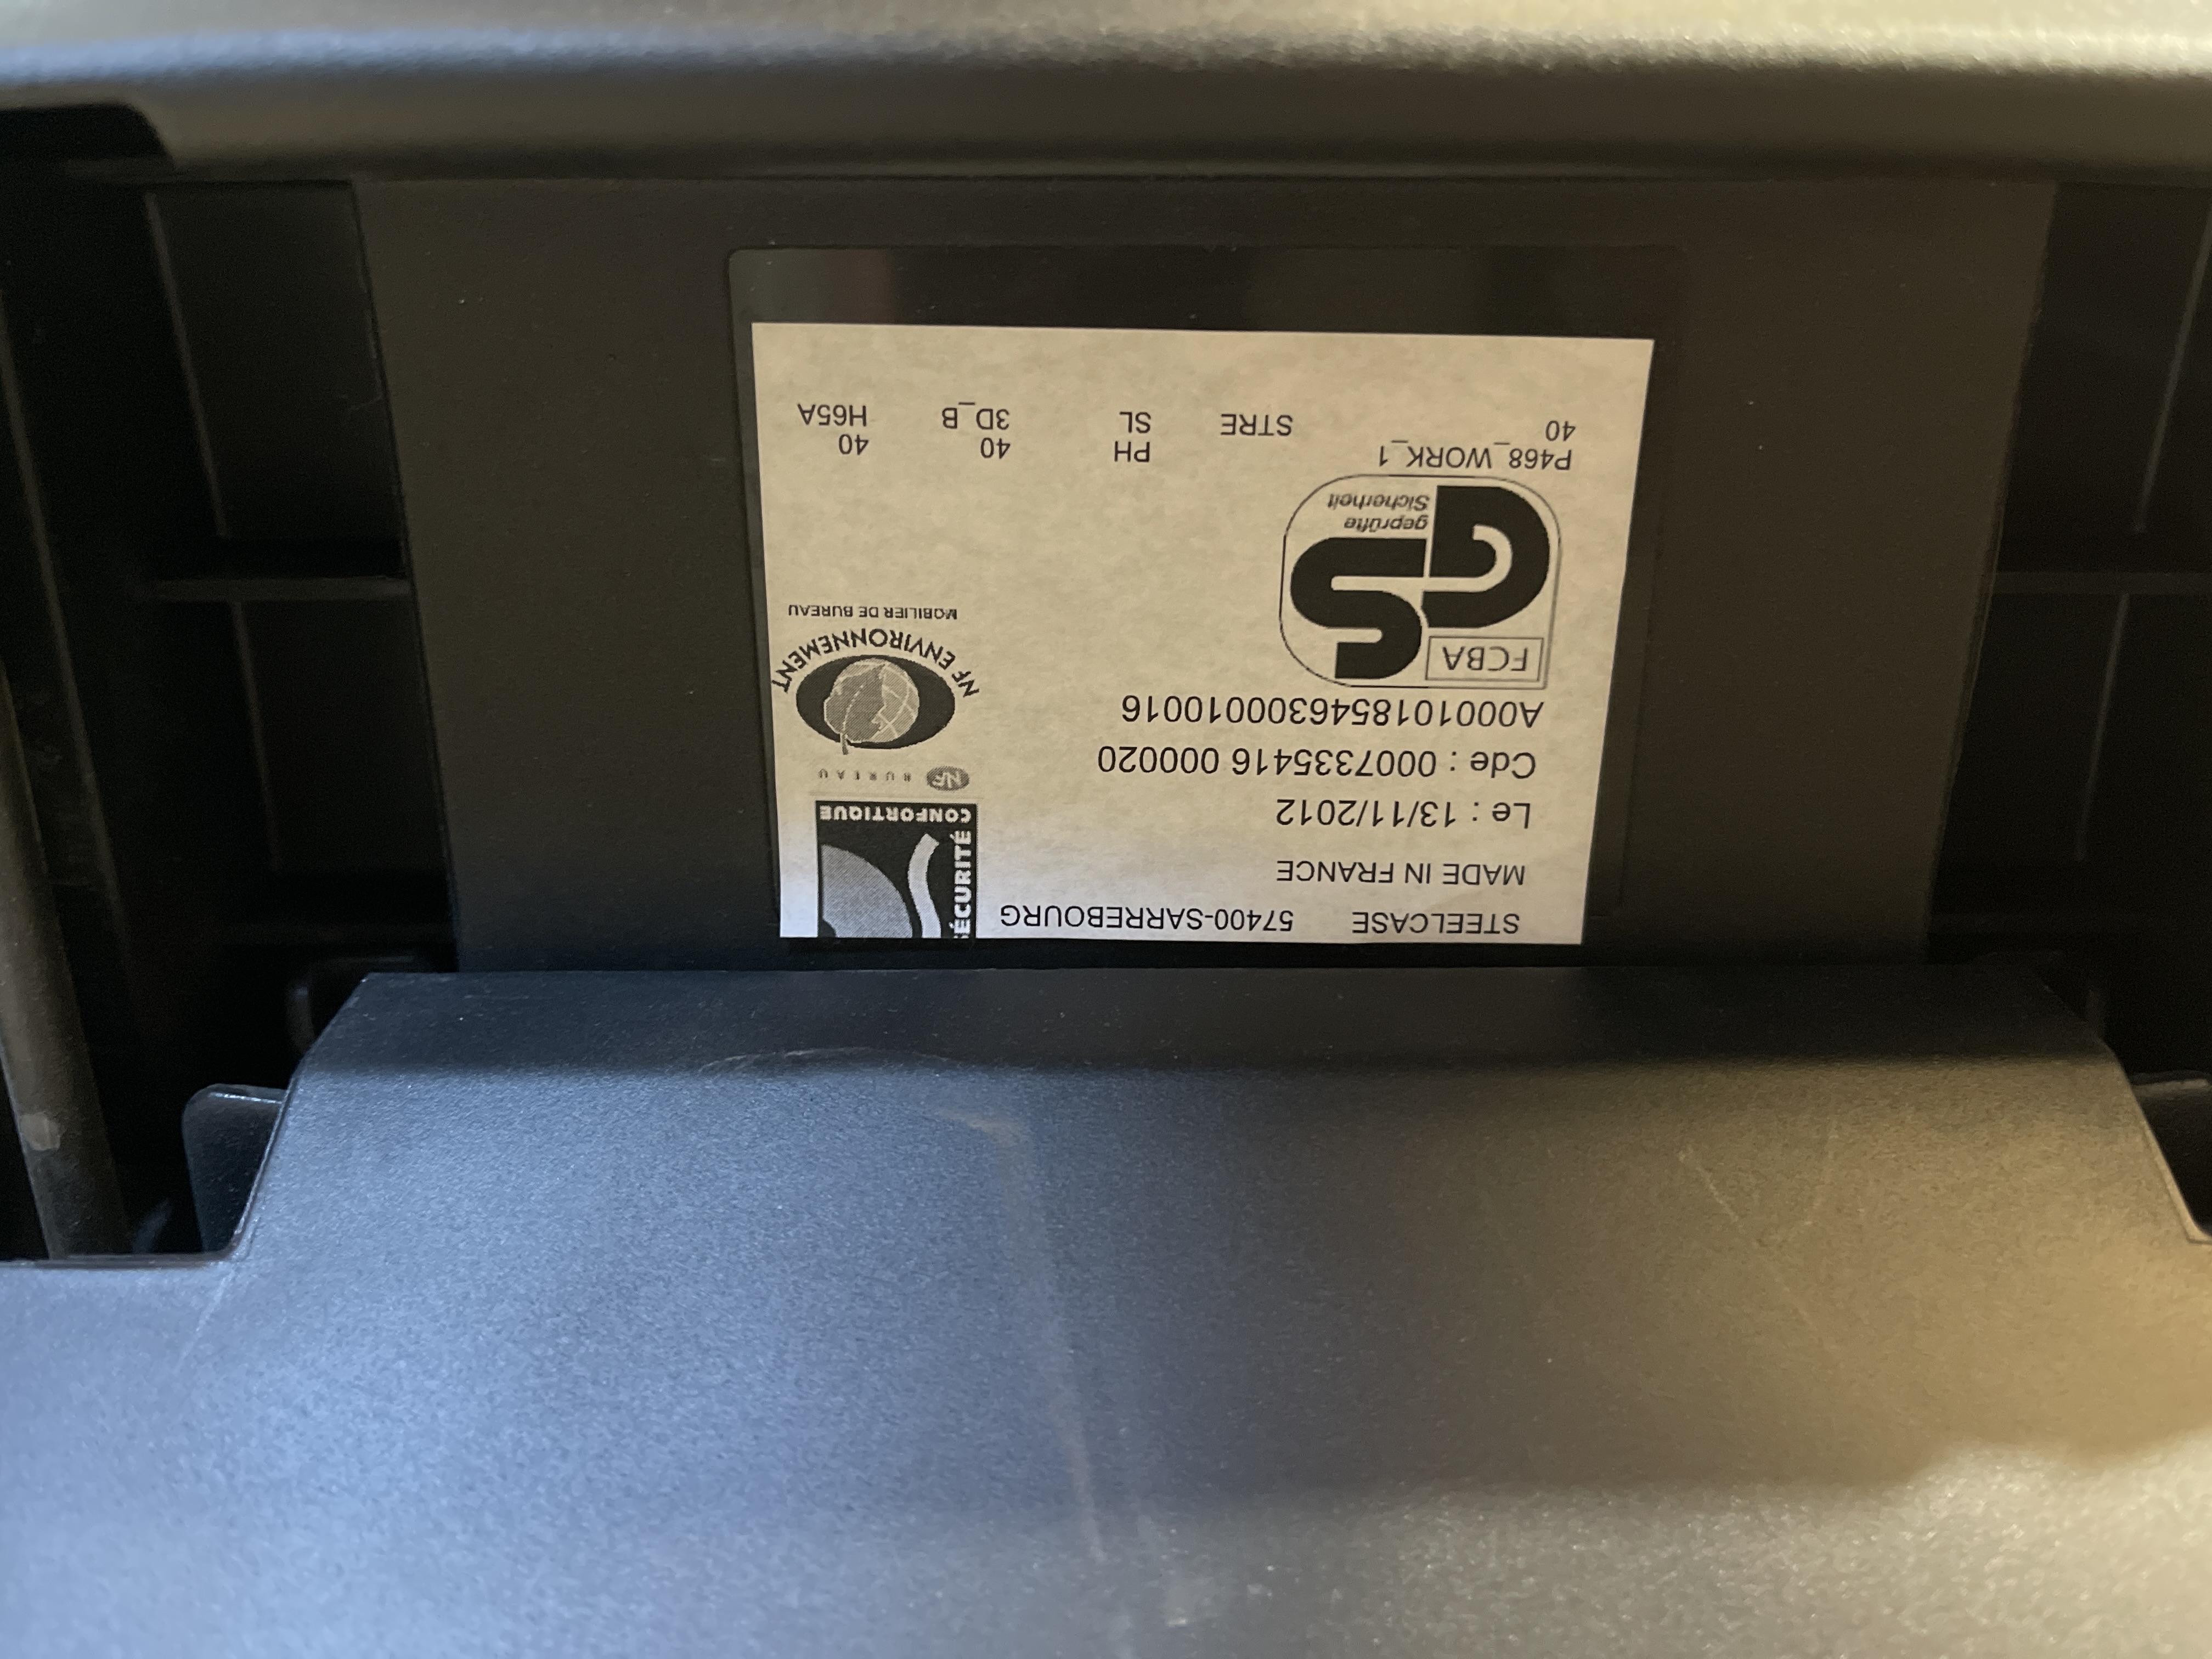 STEELCASE 57400-SARREBOURG
MADE IN FRANCE
Le : 13/11/2012
Cde : 0007335416 000020
A00010185463000010016
SÉCURITÉ
CONFORTIQUE
NF BUREAU
NF ENVIRONNEMENT
MOBILIER DE BUREAU
FCBA
GS
geprüfte
Sicherheit
P468_WORK_1 PH 40 40
40 STRE SL 3D_B H65A